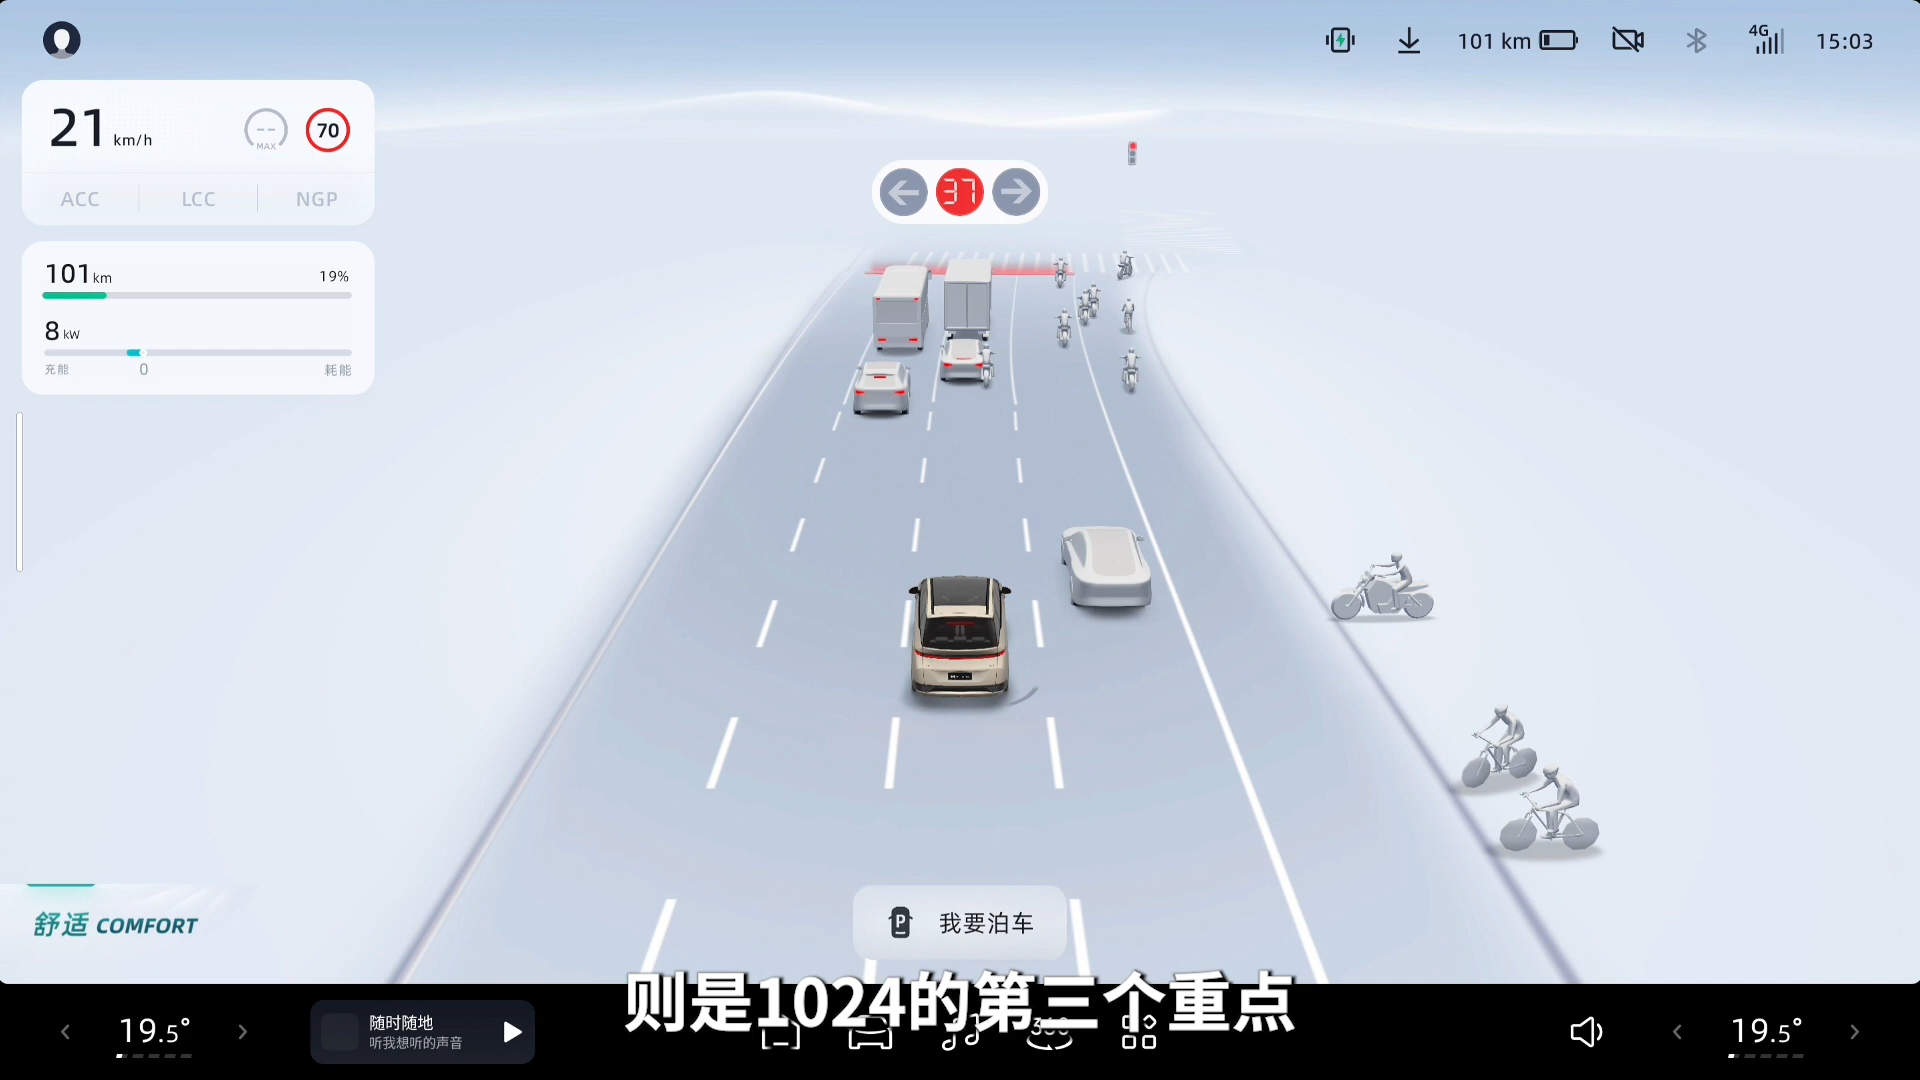 101 km
4G
15:03
21 km/h
--
MAX
70
ACC
LCC
NGP
37
101 km
19%
8 kW
充能
0
耗能
舒适 COMFORT
P
我要泊车
则是1024的第三个重点
19.5°
随时随地
听我想听的声音
360
19.5°